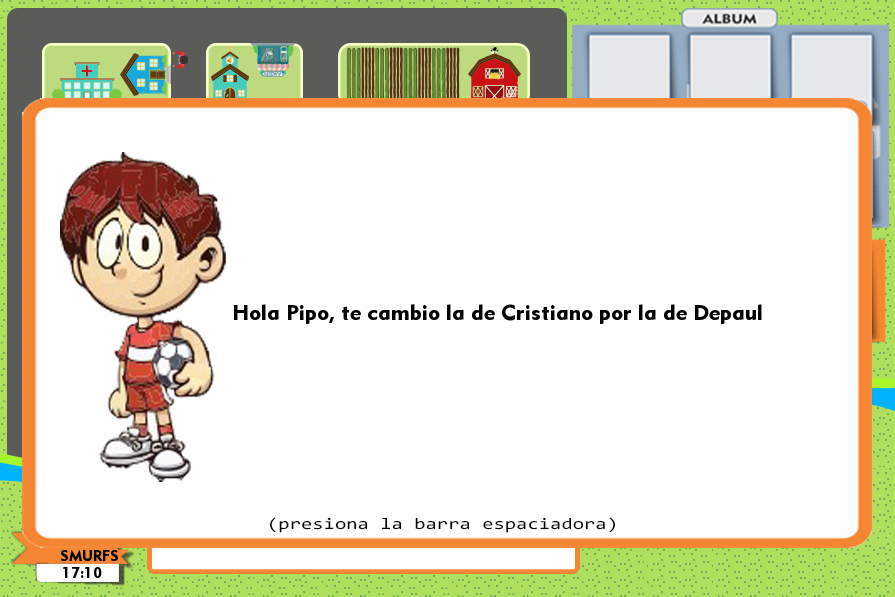 ALBUM
Hola Pipo, te cambio la de Cristiano por la de Depaul
(presiona la barra espaciadora)
SMURFS
17:10